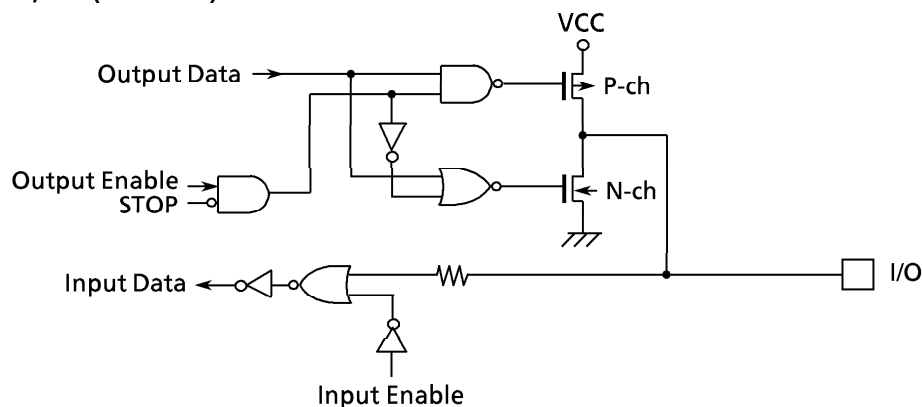 VCC
Output Data
P-ch
Output Enable
STOP
N-ch
Input Data
I/O
Input Enable